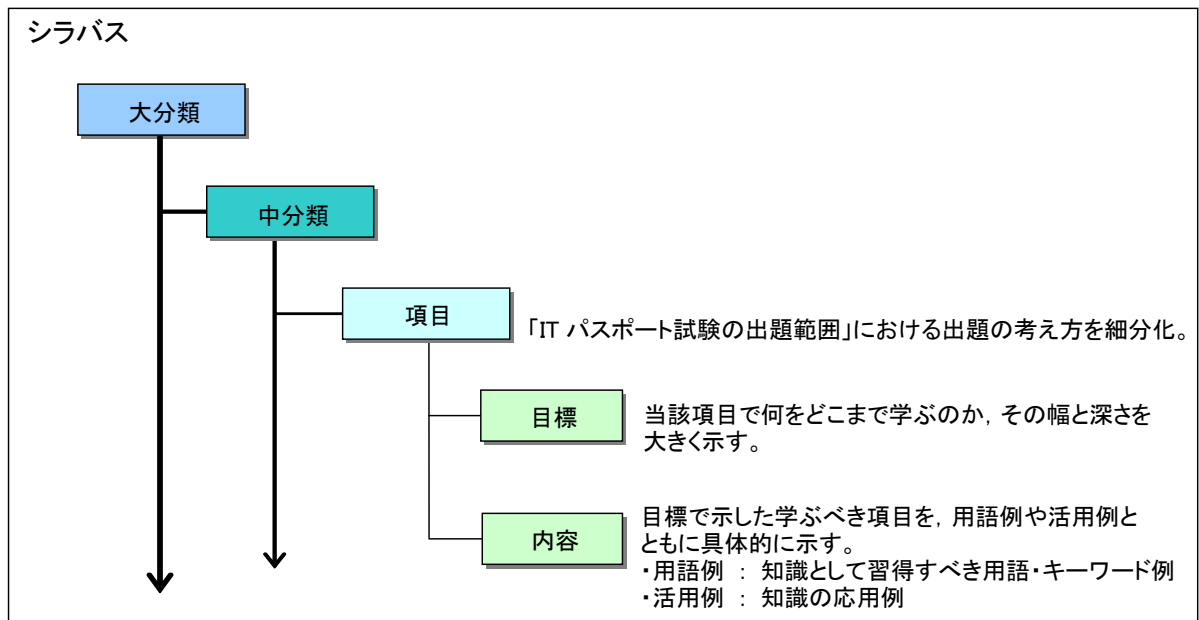 シラバス
大分類
中分類
項目
「IT パスポート試験の出題範囲」における出題の考え方を細分化。
目標
当該項目で何をどこまで学ぶのか，その幅と深さを
大きく示す。
内容
目標で示した学ぶべき項目を，用語例や活用例と
ともに具体的に示す。
・用語例 ： 知識として習得すべき用語・キーワード例
・活用例 ： 知識の応用例